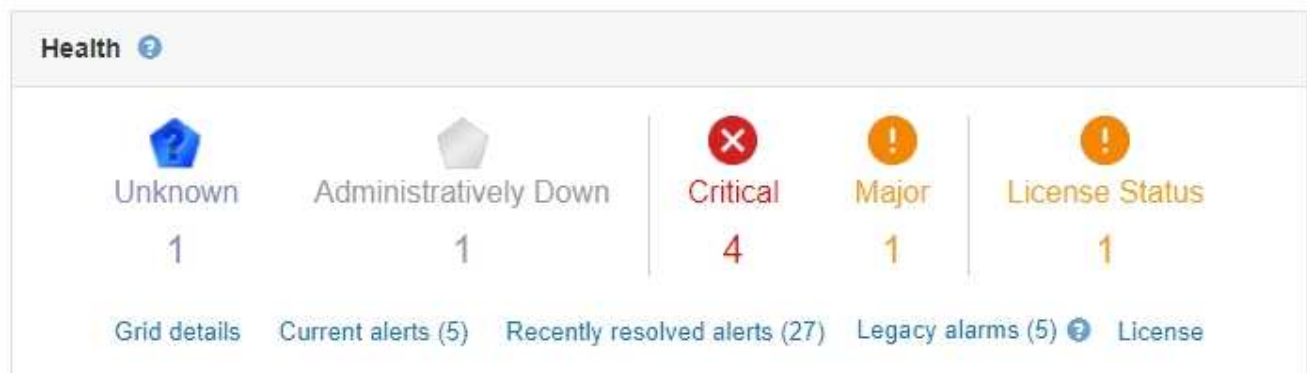 Health ?
? !
Unknown Administratively Down Critical Major License Status
1 1 4 1 1
Grid details Current alerts (5) Recently resolved alerts (27) Legacy alarms (5) ? License